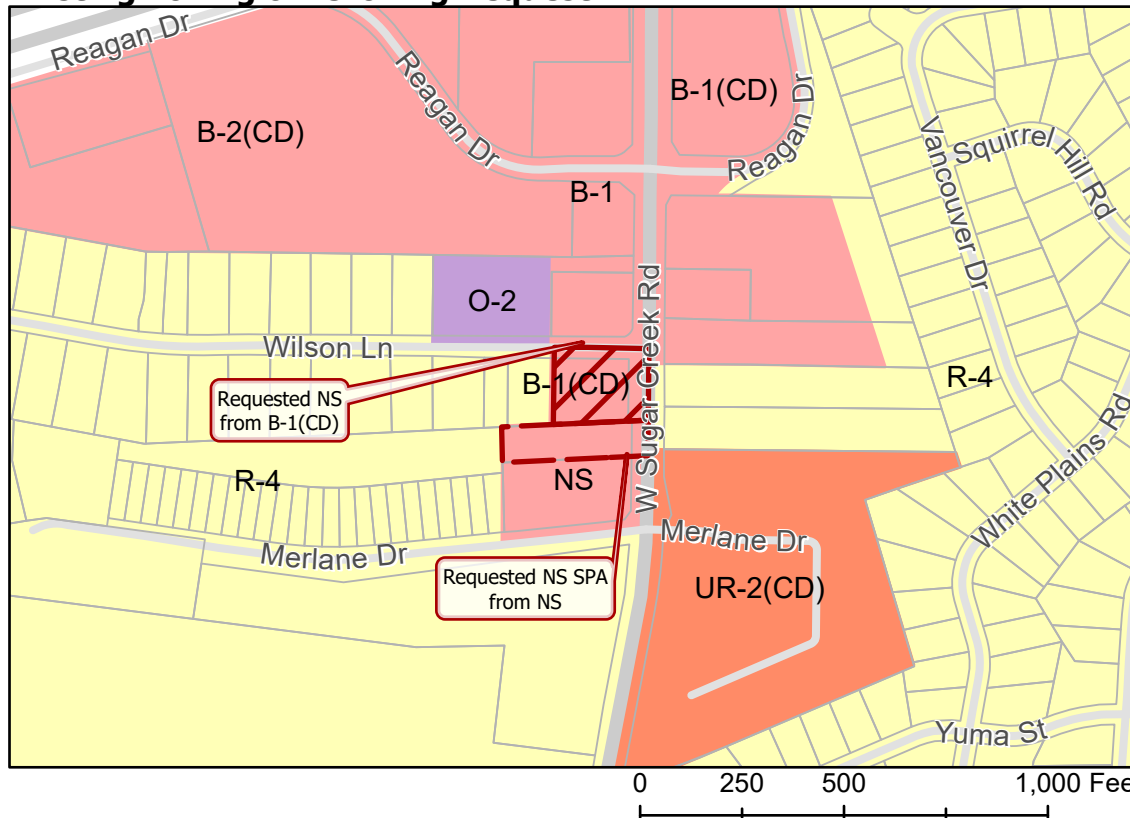 Reagan Dr
Reagan Dr
B-1(CD)
B-2(CD)
Reagan Dr
Squirrel Hill Rd
Vancouver Dr
B-1
O-2
W Sugar Creek Rd
Wilson Ln
B-1(CD)
R-4
Requested NS
from B-1(CD)
R-4
NS
White Plains Rd
Merlane Dr
Merlane Dr
Requested NS SPA
from NS
UR-2(CD)
Yuma St
0 250 500 1,000 Fee